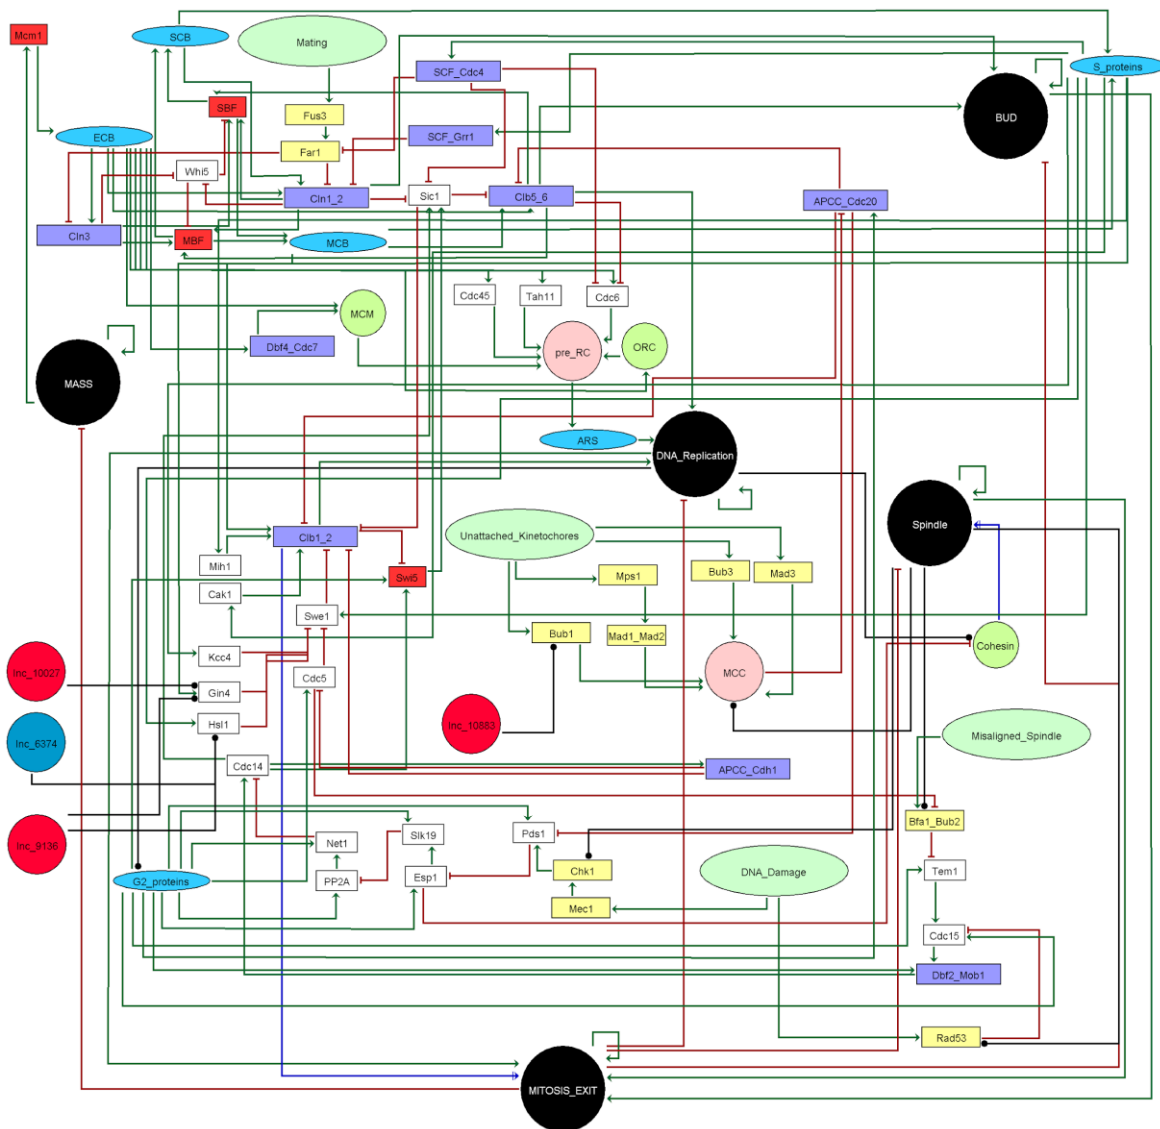 Mcm1
SCB
Mating
SCF_Cdc4
S_proteins
SBF
Fus3
BUD
ECB
SCF_Grr1
Far1
Whi5
Cln1_2
Sic1
Clb5_6
APCC_Cdc20
Cln3
MBF
MCB
Cdc45
Tah11
Cdc6
MCM
Dbf4_Cdc7
pre_RC
ORC
MASS
ARS
DNA_Replication
Spindle
Clb1_2
Unattached_Kinetochores
Mih1
Swi5
Mps1
Bub3
Mad3
Cak1
Swe1
Bub1
Mad1_Mad2
Cohesin
Kcc4
lnc_10027
Cdc5
MCC
Gin4
lnc_10883
Hsl1
lnc_6374
Misaligned_Spindle
Cdc14
APCC_Cdh1
Bfa1_Bub2
Slk19
Pds1
lnc_9136
Net1
Chk1
DNA_Damage
Tem1
G2_proteins
PP2A
Esp1
Mec1
Cdc15
Dbf2_Mob1
Rad53
MITOSIS_EXIT